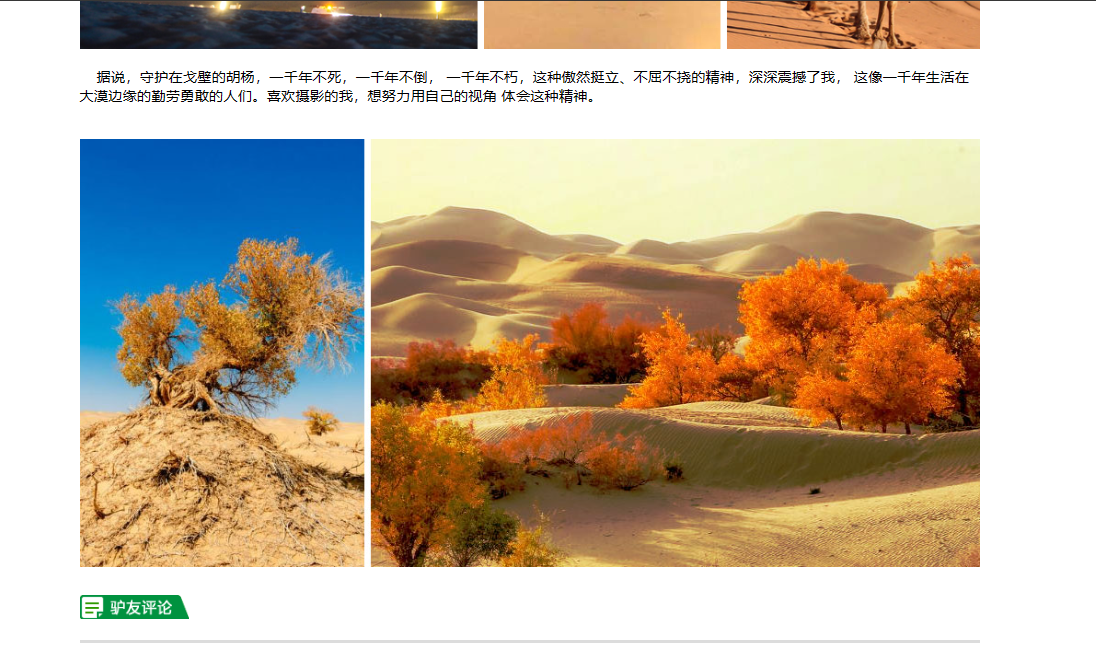 据说，守护在戈壁的胡杨，一千年不死，一千年不倒， 一千年不朽，这种傲然挺立、不屈不挠的精神，深深震撼了我， 这像一千年生活在
大漠边缘的勤劳勇敢的人们。喜欢摄影的我，想努力用自己的视角 体会这种精神。
驴友评论